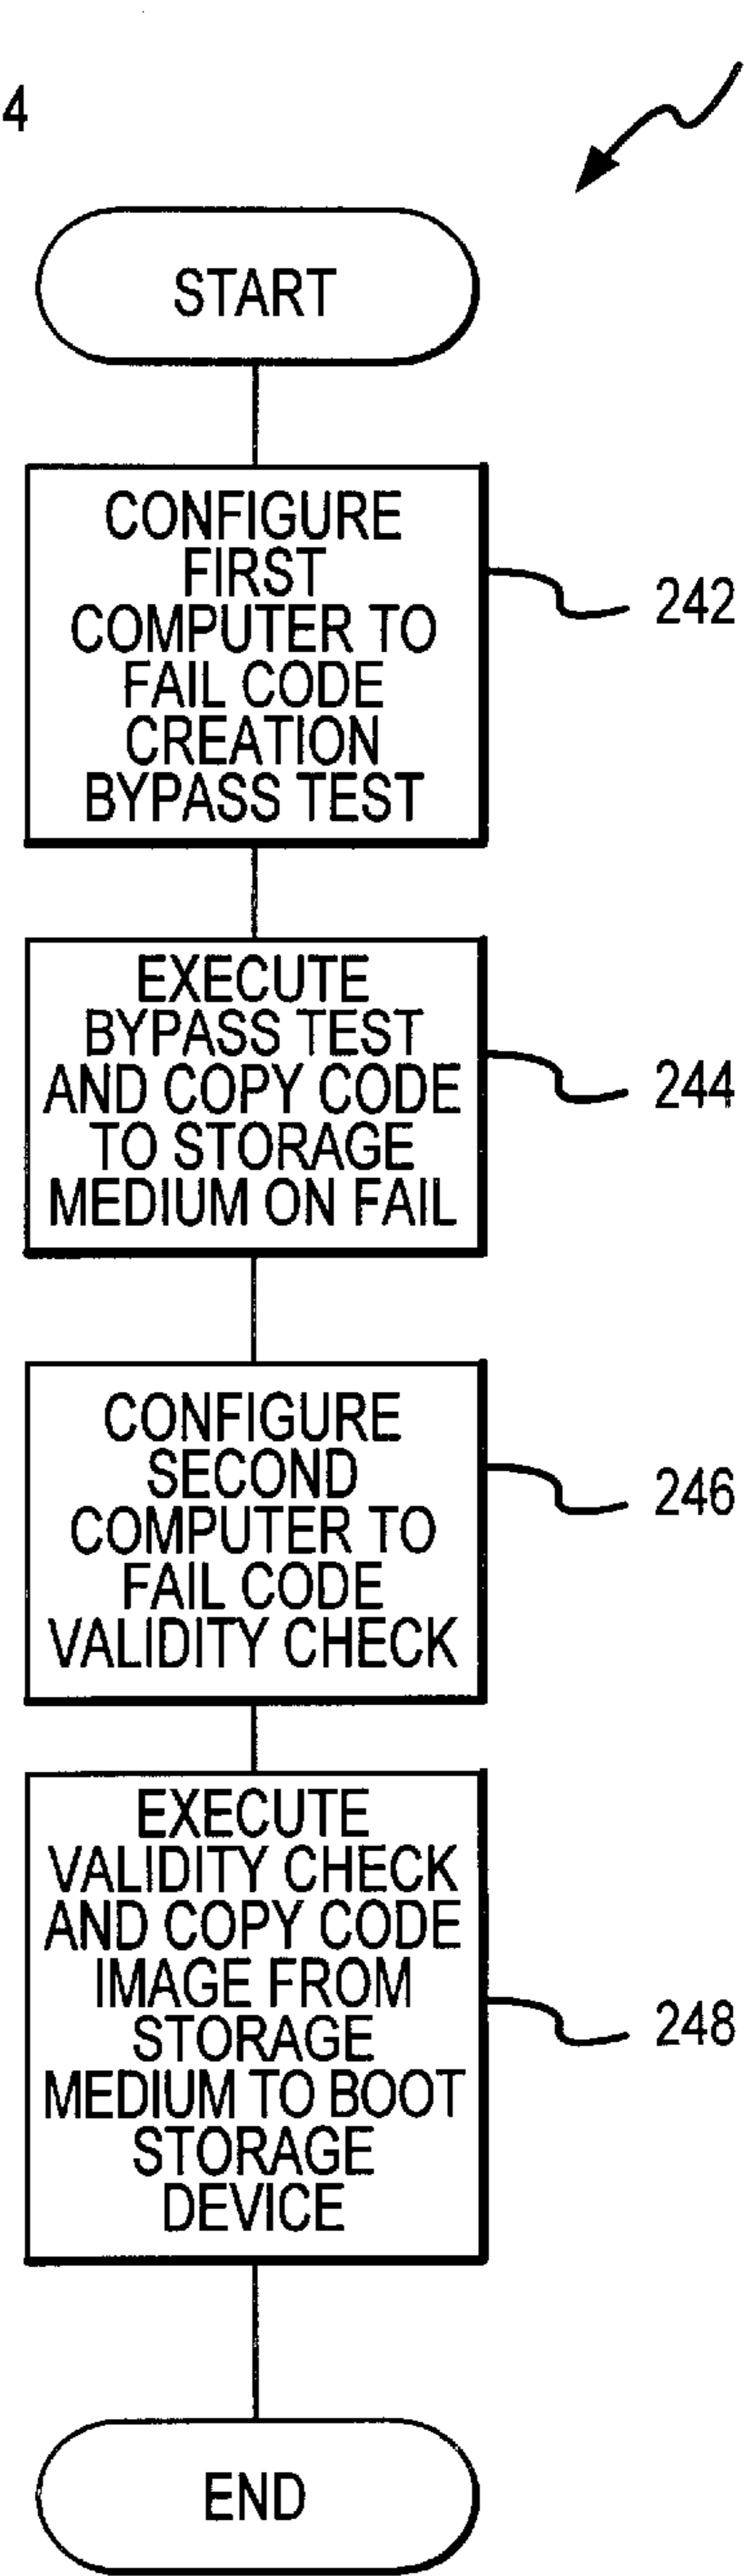 4
START
CONFIGURE
FIRST
COMPUTER TO
FAIL CODE
CREATION
BYPASS TEST
242
EXECUTE
BYPASS TEST
AND COPY CODE
TO STORAGE
MEDIUM ON FAIL
244
CONFIGURE
SECOND
COMPUTER TO
FAIL CODE
VALIDITY CHECK
246
EXECUTE
VALIDITY CHECK
AND COPY CODE
IMAGE FROM
STORAGE
MEDIUM TO BOOT
STORAGE
DEVICE
248
END